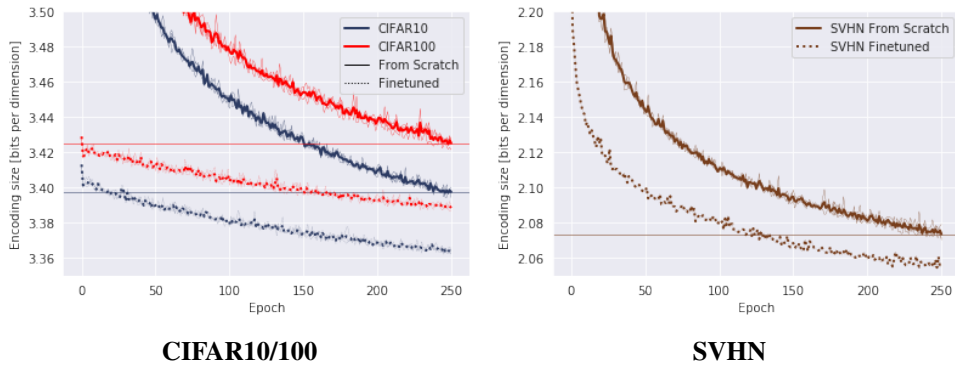 3.50
3.48
3.46
3.44
3.42
3.40
3.38
3.36
Encoding size [bits per dimension]
CIFAR10
CIFAR100
From Scratch
Finetuned
0
50
100
150
200
250
Epoch
CIFAR10/100
2.20
2.18
2.16
2.14
2.12
2.10
2.08
2.06
Encoding size [bits per dimension]
SVHN From Scratch
SVHN Finetuned
0
50
100
150
200
250
Epoch
SVHN